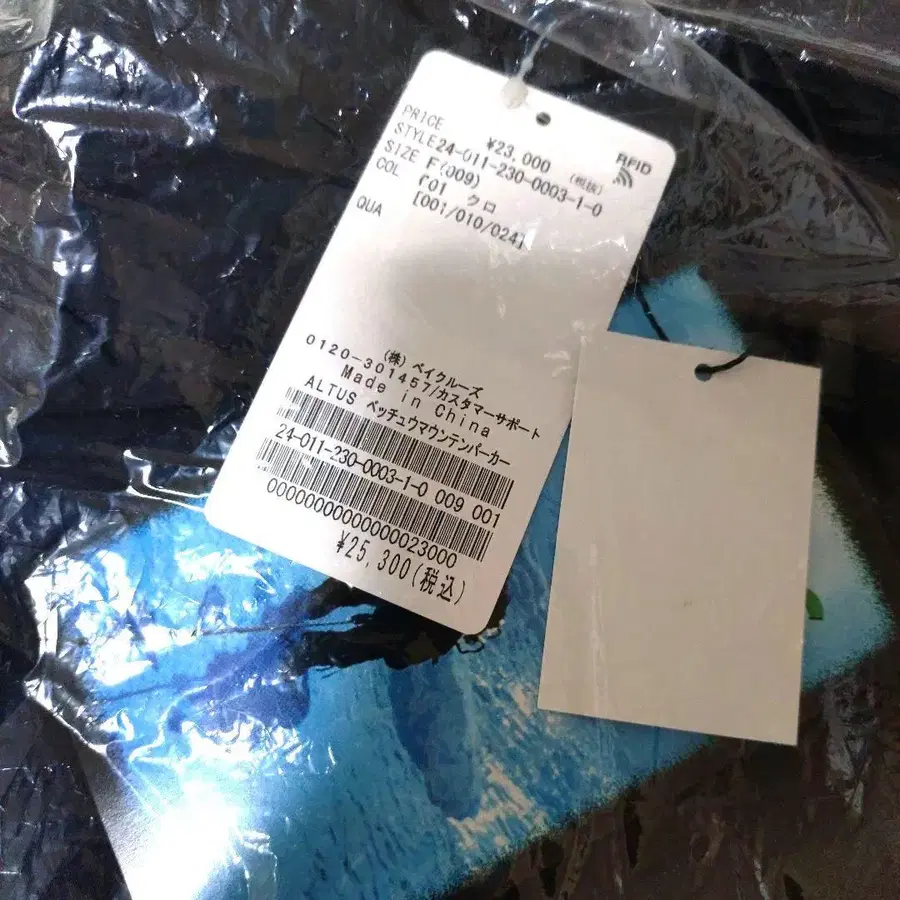 PRICE ¥23,000 (税抜)
RFID
STYLE24-011-230-0003-1-0
SIZE F(009)
COL 001 クロ
QUA [001/010/024]
(株)ベイクルーズ
0120-301457/カスタマーサポート
Made in China
ALTUS ベッチュウマウンテンパーカー
24-011-230-0003-1-0 009 001
0000000000000023000
¥25,300(税込)